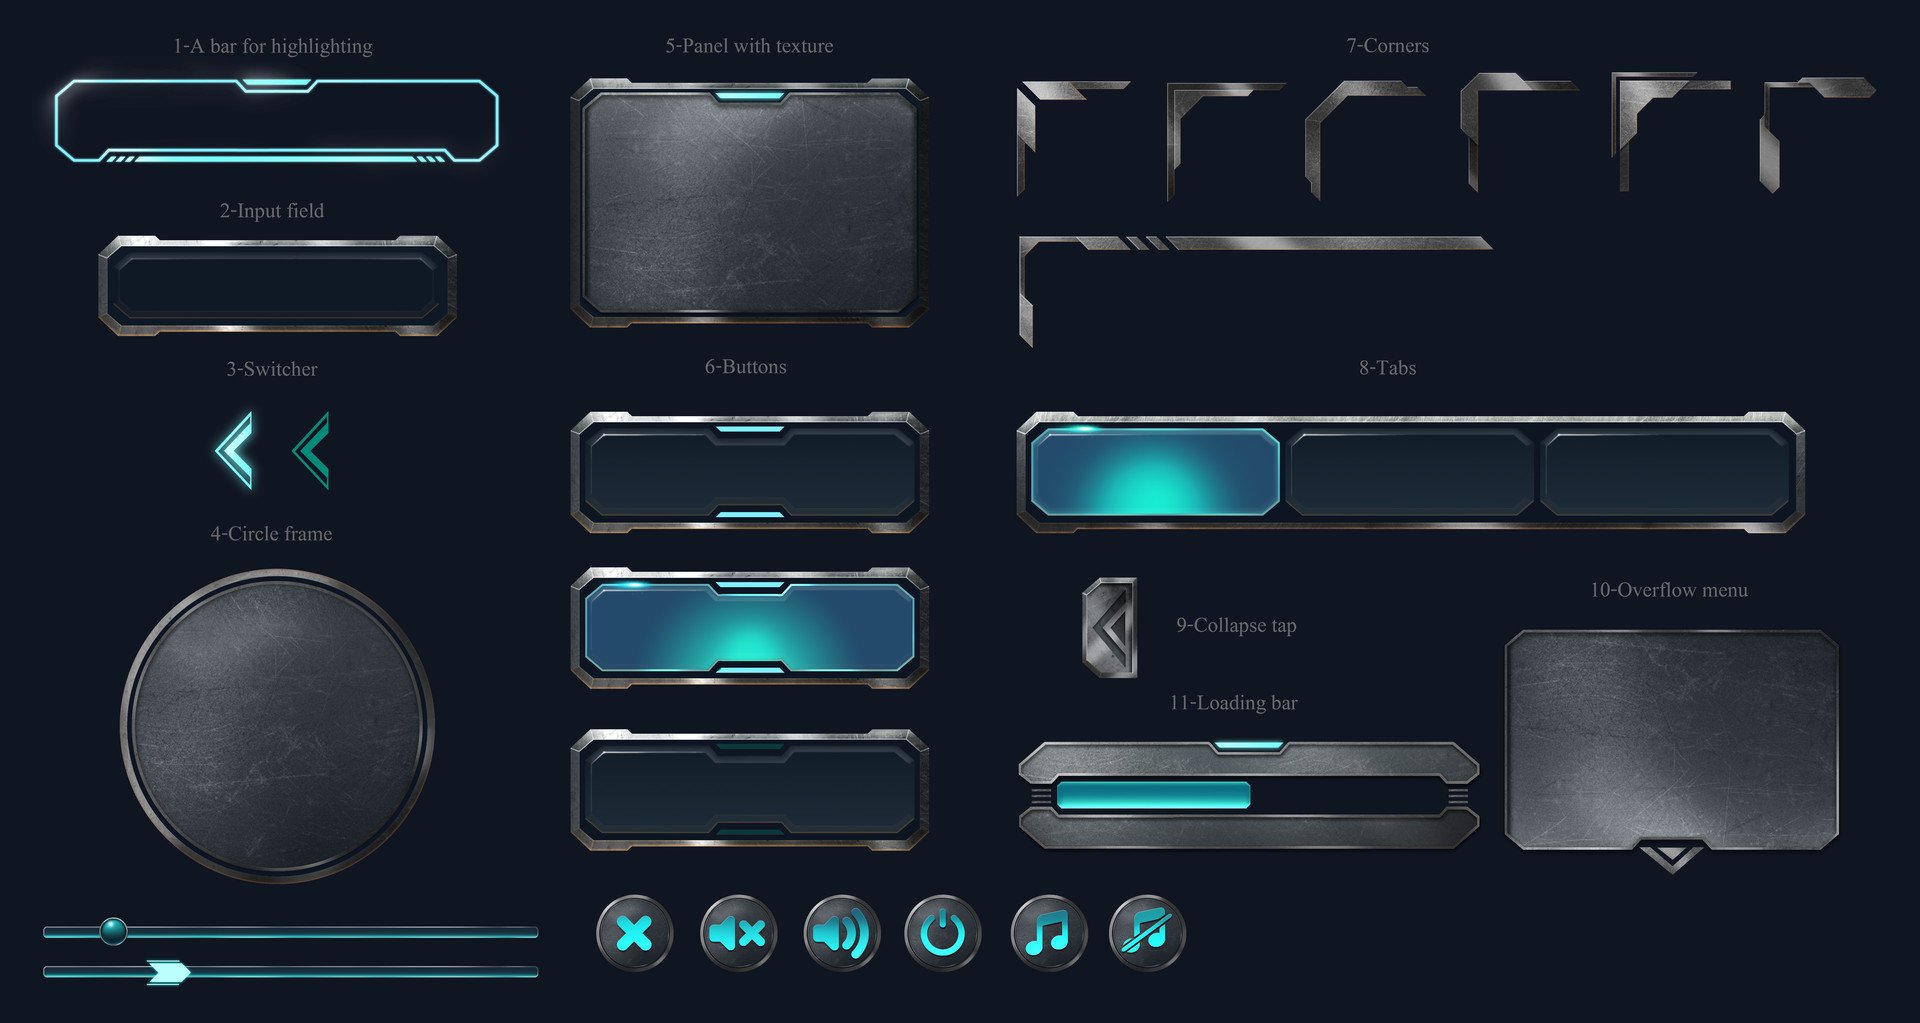 1-A bar for highlighting
5-Panel with texture
7-Corners
2-Input field
3-Switcher
6-Buttons
8-Tabs
4-Circle frame
10-Overflow menu
9-Collapse tap
11-Loading bar